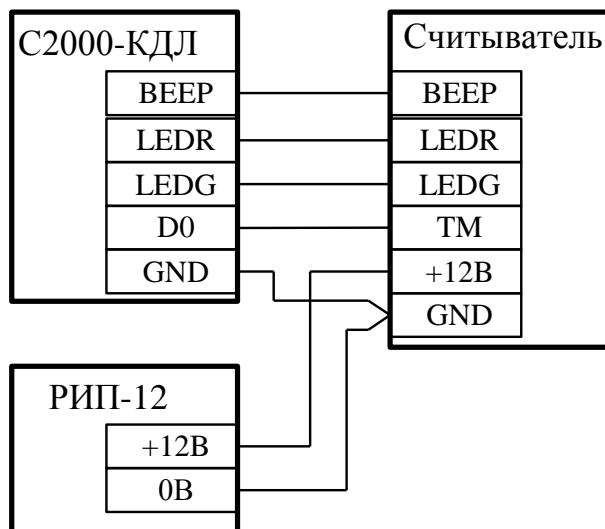 С2000-КДЛ
BEEP
LEDR
LEDG
D0
GND
Считыватель
BEEP
LEDR
LEDG
TM
+12В
GND
РИП-12
+12В
0В